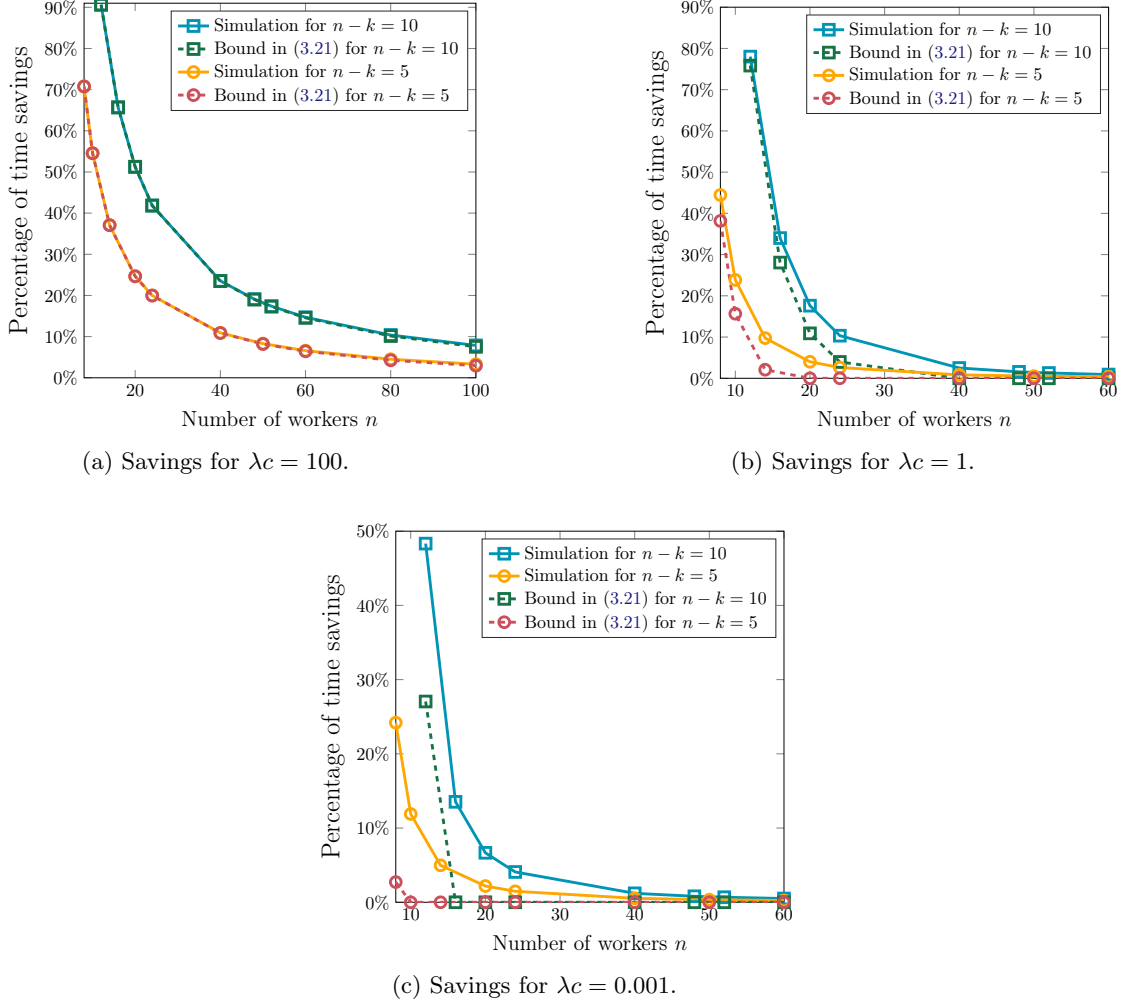 90%
80%
70%
60%
50%
40%
30%
20%
10%
0%
20
40
60
80
100
Percentage of time savings
Number of workers n
Simulation for n − k = 10
Bound in (3.21) for n − k = 10
Simulation for n − k = 5
Bound in (3.21) for n − k = 5
(a) Savings for λc = 100.
90%
80%
70%
60%
50%
40%
30%
20%
10%
0%
10
20
30
40
50
60
Percentage of time savings
Number of workers n
Simulation for n − k = 10
Bound in (3.21) for n − k = 10
Simulation for n − k = 5
Bound in (3.21) for n − k = 5
(b) Savings for λc = 1.
50%
40%
30%
20%
10%
0%
10
20
30
40
50
60
Percentage of time savings
Number of workers n
Simulation for n − k = 10
Simulation for n − k = 5
Bound in (3.21) for n − k = 10
Bound in (3.21) for n − k = 5
(c) Savings for λc = 0.001.